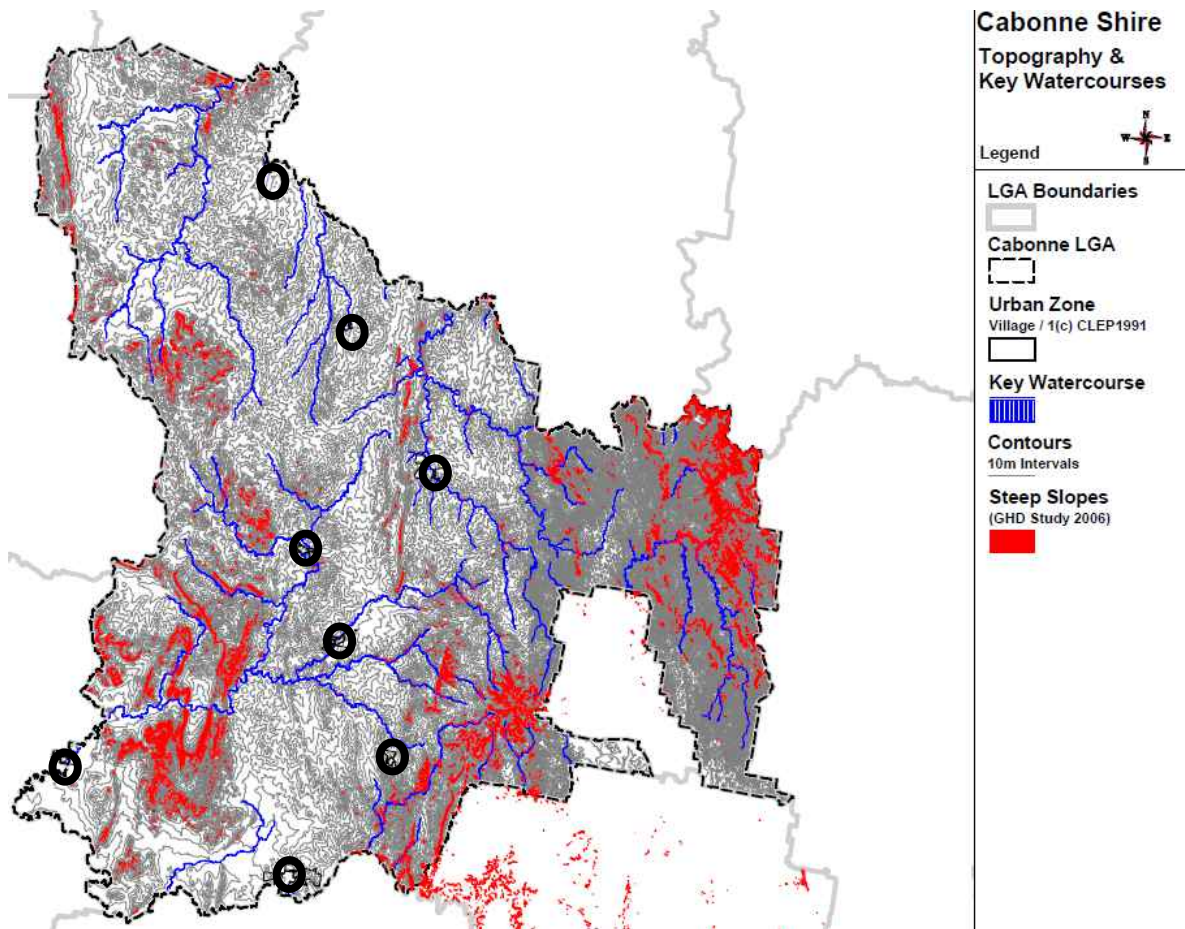 Cabonne Shire
Topography &
Key Watercourses
N
W E
S
Legend
LGA Boundaries
Cabonne LGA
Urban Zone
Village / 1(c) CLEP1991
Key Watercourse
Contours
10m Intervals
Steep Slopes
(GHD Study 2006)